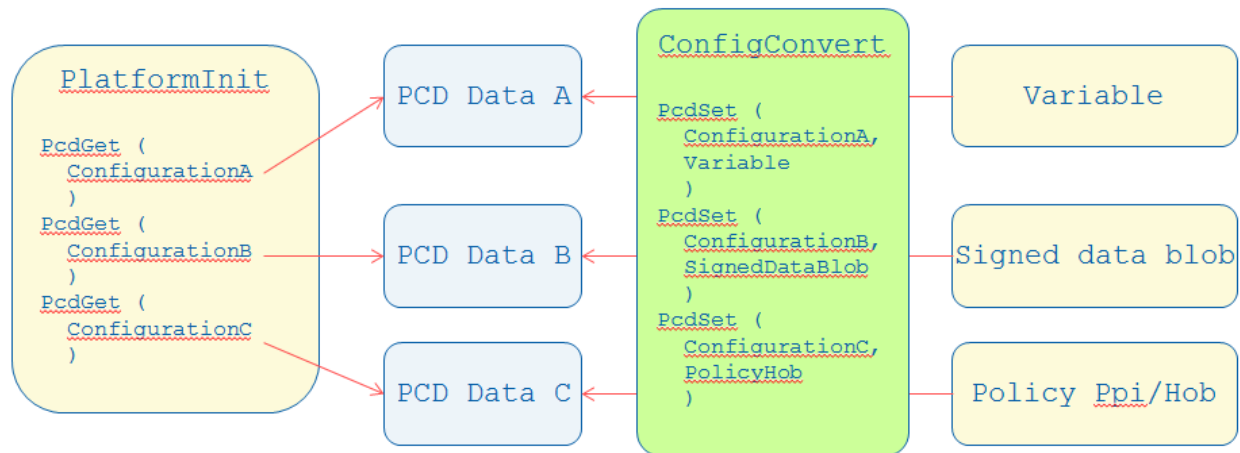 PlatformInit
PcdGet (
ConfigurationA
)
PcdGet (
ConfigurationB
)
PcdGet (
ConfigurationC
)
PCD Data A
PCD Data B
PCD Data C
ConfigConvert
PcdSet (
ConfigurationA,
Variable
)
PcdSet (
ConfigurationB,
SignedDataBlob
)
PcdSet (
ConfigurationC,
PolicyHob
)
Variable
Signed data blob
Policy Ppi/Hob